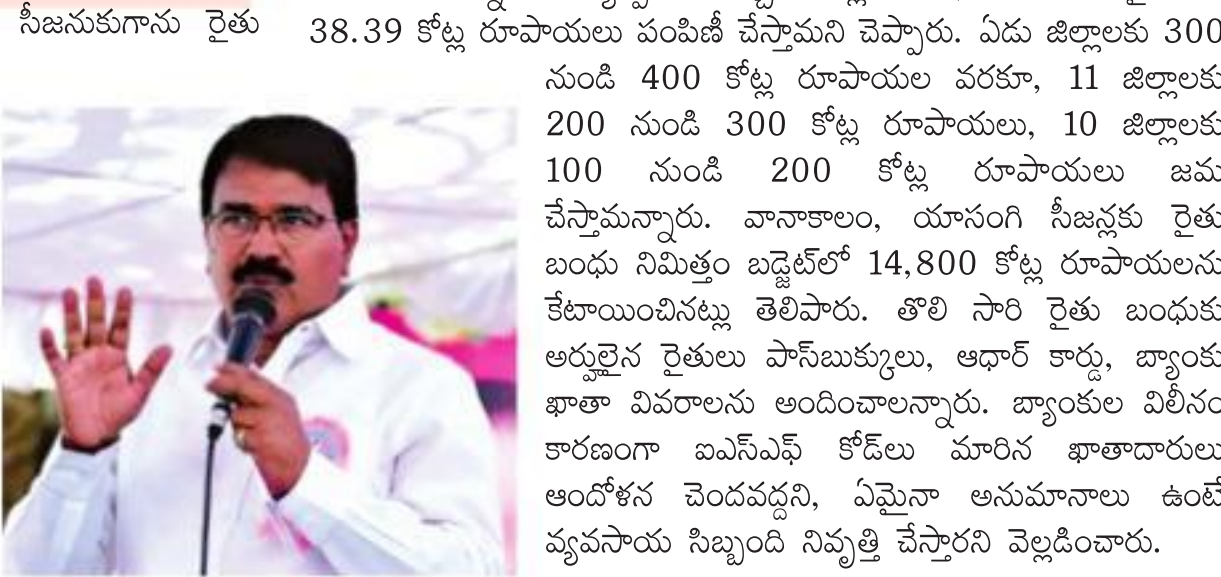 సీజనుకుగాను రైతు
38.39 కోట్ల రూపాయలు పంపిణీ చేస్తామని చెప్పారు. ఏడు జిల్లాలకు 300
నుండి 400 కోట్ల రూపాయల వరకూ, 11 జిల్లాలకు
200 నుండి 300 కోట్ల రూపాయలు, 10 జిల్లాలకు
100 నుండి 200 కోట్ల రూపాయలు జమ
చేస్తామన్నారు. వానాకాలం, యాసంగి సీజన్లకు రైతు
బంధు నిమిత్తం బడ్జెట్‌లో 14,800 కోట్ల రూపాయలను
కేటాయించినట్లు తెలిపారు. తొలి సారి రైతు బంధుకు
అర్హులైన రైతులు పాస్‌బుక్కులు, ఆధార్ కార్డు, బ్యాంకు
ఖాతా వివరాలను అందించాలన్నారు. బ్యాంకుల విలీనం
కారణంగా ఐఎస్ఎఫ్ కోడ్‌లు మారిన ఖాతాదారులు
ఆందోళన చెందవద్దని, ఏమైనా అనుమానాలు ఉంటే
వ్యవసాయ సిబ్బంది నివృత్తి చేస్తారని వెల్లడించారు.